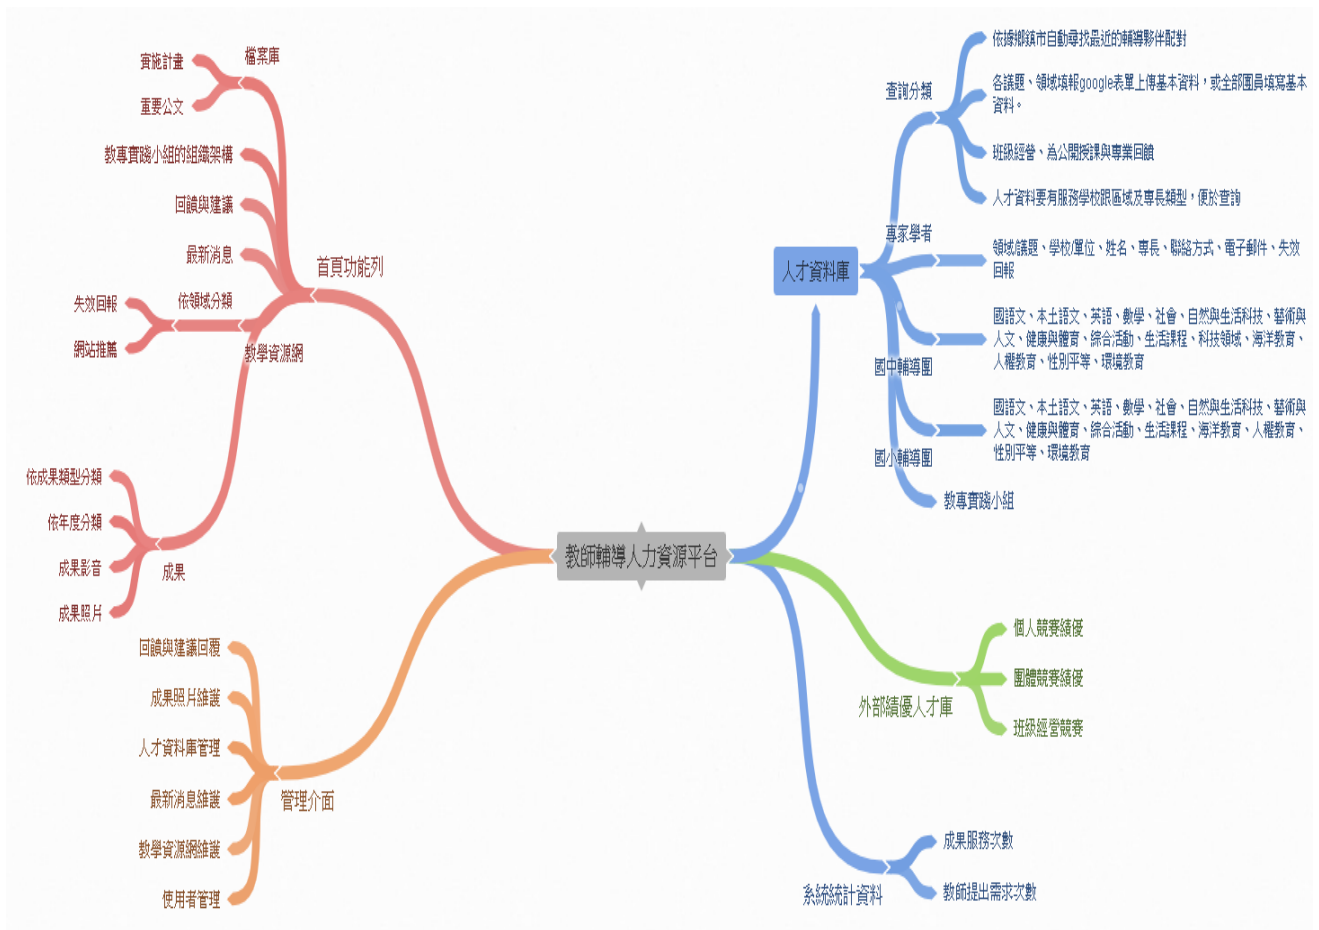 教師輔導人力資源平台
首頁功能列
檔案庫
實施計畫
重要公文
教專實踐小組的組織架構
回饋與建議
最新消息
教學資源網
依領域分類
失效回報
網站推薦
成果
依成果類型分類
依年度分類
成果影音
成果照片
管理介面
回饋與建議回覆
成果照片維護
人才資料庫管理
最新消息維護
教學資源網維護
使用者管理
人才資料庫
查詢分類
依據鄉鎮市自動尋找最近的輔導夥伴配對
各議題、領域填報google表單上傳基本資料，或全部團員填寫基本
資料。
班級經營、為公開授課與專業回饋
人才資料要有服務學校跟區域及專長類型，便於查詢
專家學者
領域議題、學校/單位、姓名、專長、聯絡方式、電子郵件、失效
回報
國中輔導團
國語文、本土語文、英語、數學、社會、自然與生活科技、藝術與
人文、健康與體育、綜合活動、生活課程、科技領域、海洋教育、
人權教育、性別平等、環境教育
國小輔導團
國語文、本土語文、英語、數學、社會、自然與生活科技、藝術與
人文、健康與體育、綜合活動、生活課程、海洋教育、人權教育、
性別平等、環境教育
教專實踐小組
外部績優人才庫
個人競賽績優
團體競賽績優
班級經營競賽
系統統計資料
成果服務次數
教師提出需求次數